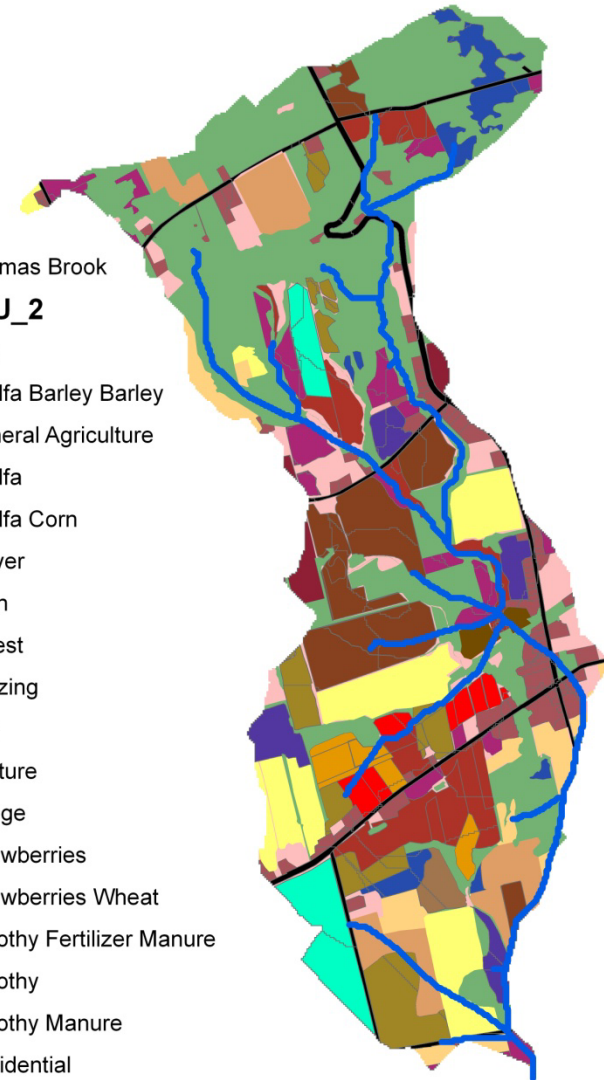 mas Brook
U_2
lfa Barley Barley
neral Agriculture
lfa
lfa Corn
ver
n
est
zing
ture
ge
wberries
wberries Wheat
othy Fertilizer Manure
othy
othy Manure
idential